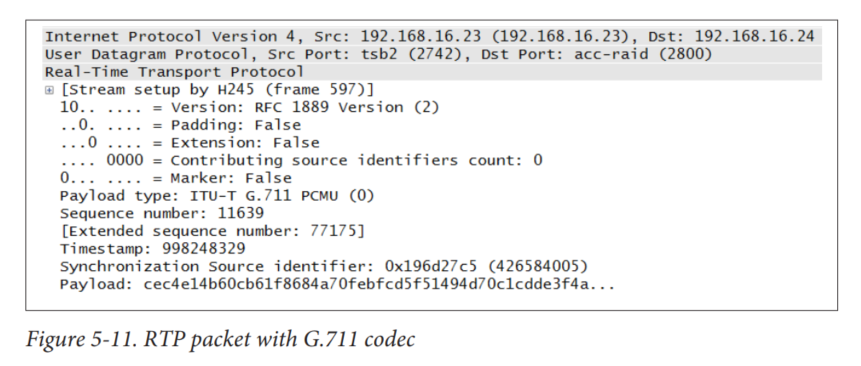 Internet Protocol Version 4, Src: 192.168.16.23 (192.168.16.23), Dst: 192.168.16.24
User Datagram Protocol, Src Port: tsb2 (2742), Dst Port: acc-raid (2800)
Real-Time Transport Protocol
[Stream setup by H245 (frame 597)]
10.. .... = Version: RFC 1889 Version (2)
..0. .... = Padding: False
...0 .... = Extension: False
.... 0000 = Contributing source identifiers count: 0
0... .... = Marker: False
Payload type: ITU-T G.711 PCMU (0)
Sequence number: 11639
[Extended sequence number: 77175]
Timestamp: 998248329
Synchronization Source identifier: 0x196d27c5 (426584005)
Payload: cec4e14b60cb61f8684a70febfcd5f51494d70c1cdde3f4a...
Figure 5-11. RTP packet with G.711 codec